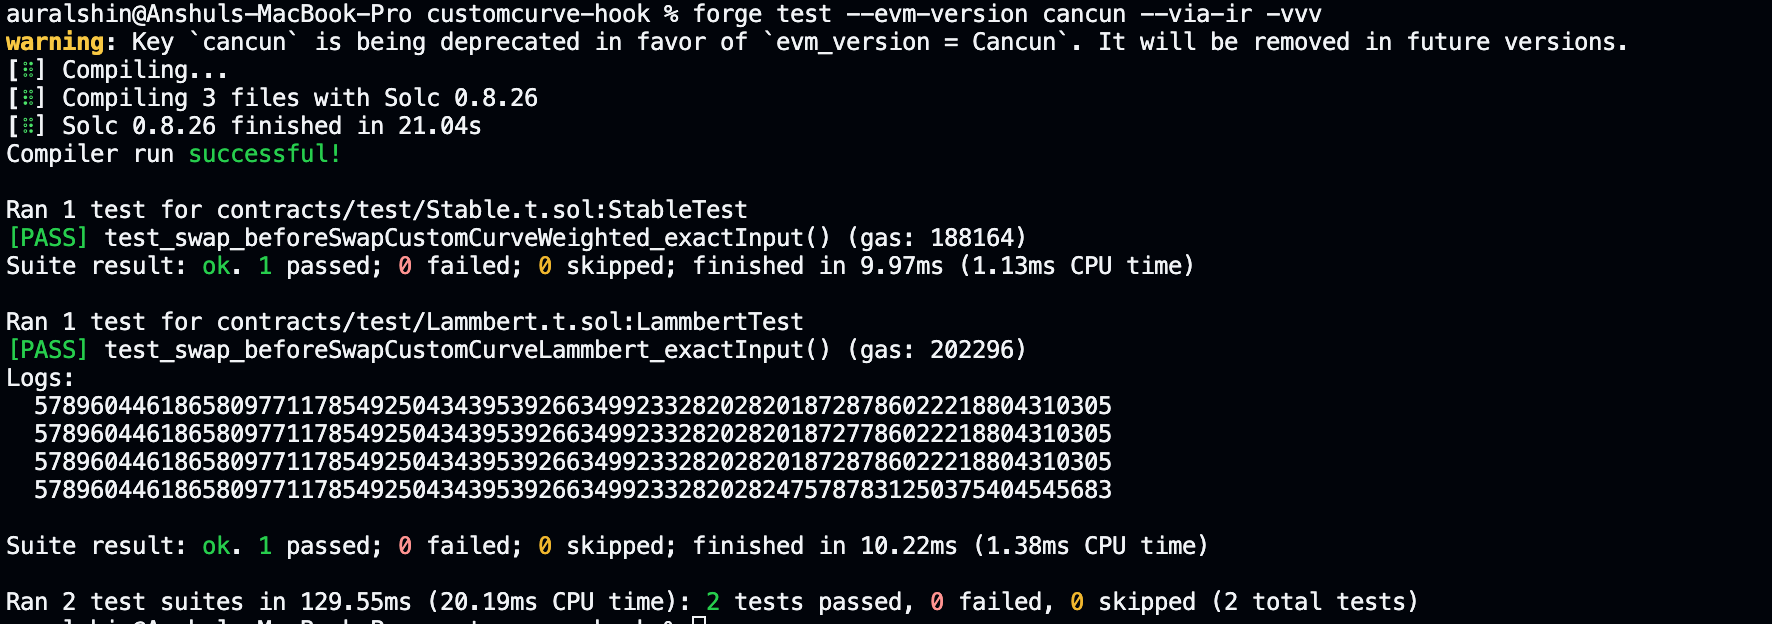 auralshin@Anshuls-MacBook-Pro customcurve-hook % forge test --evm-version cancun --via-ir -vvv
warning: Key `cancun` is being deprecated in favor of `evm_version = Cancun`. It will be removed in future versions.
[⠿] Compiling...
[⠿] Compiling 3 files with Solc 0.8.26
[⠿] Solc 0.8.26 finished in 21.04s
Compiler run successful!
Ran 1 test for contracts/test/Stable.t.sol:StableTest
[PASS] test_swap_beforeSwapCustomCurveWeighted_exactInput() (gas: 188164)
Suite result: ok. 1 passed; 0 failed; 0 skipped; finished in 9.97ms (1.13ms CPU time)
Ran 1 test for contracts/test/Lammbert.t.sol:LammbertTest
[PASS] test_swap_beforeSwapCustomCurveLammbert_exactInput() (gas: 202296)
Logs:
57896044618658097711785492504343953926634992332820282018728786022218804310305
57896044618658097711785492504343953926634992332820282018727786022218804310305
57896044618658097711785492504343953926634992332820282018728786022218804310305
57896044618658097711785492504343953926634992332820282475787831250375404545683
Suite result: ok. 1 passed; 0 failed; 0 skipped; finished in 10.22ms (1.38ms CPU time)
Ran 2 test suites in 129.55ms (20.19ms CPU time): 2 tests passed, 0 failed, 0 skipped (2 total tests)
auralshin@Anshuls-MacBook-Pro customcurve-hook %